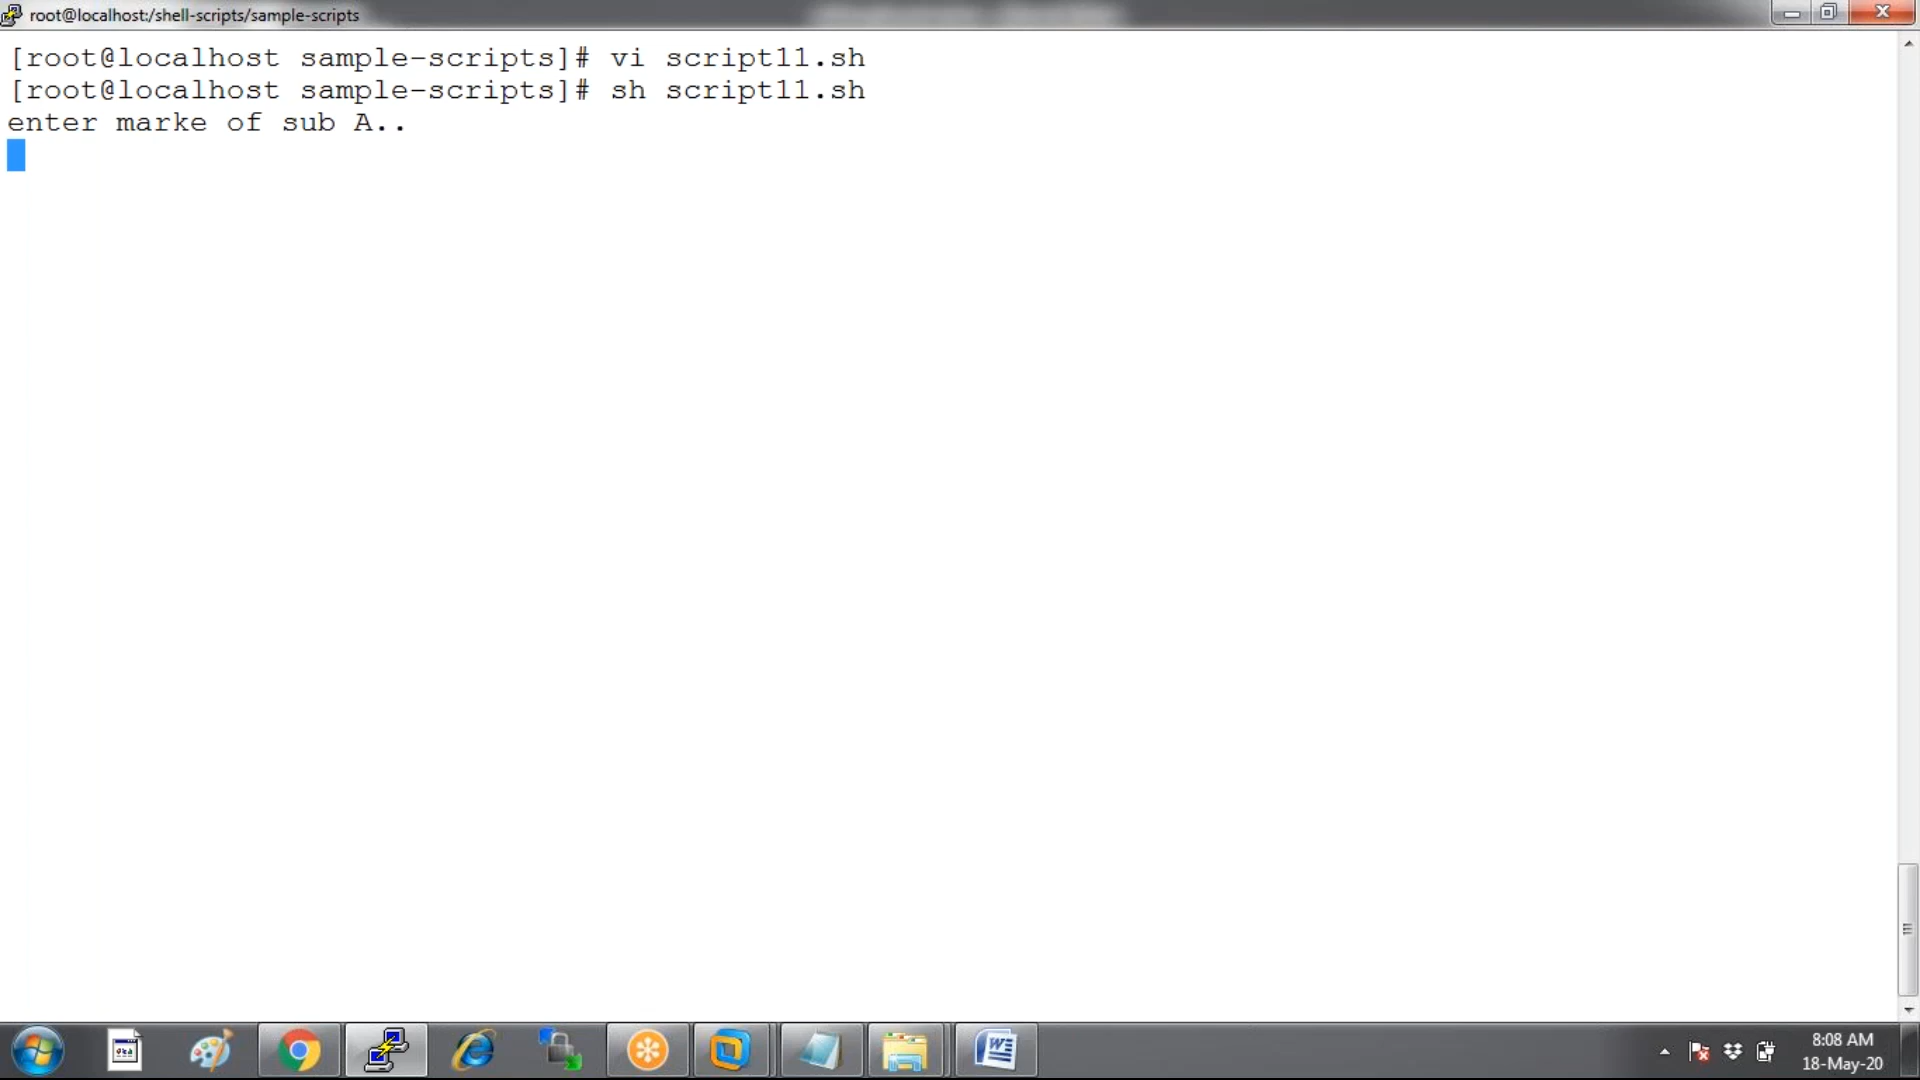 root@localhost:/shell-scripts/sample-scripts
[root@localhost sample-scripts]# vi script11.sh
[root@localhost sample-scripts]# sh script11.sh
enter marke of sub A..
8:08 AM
18-May-20